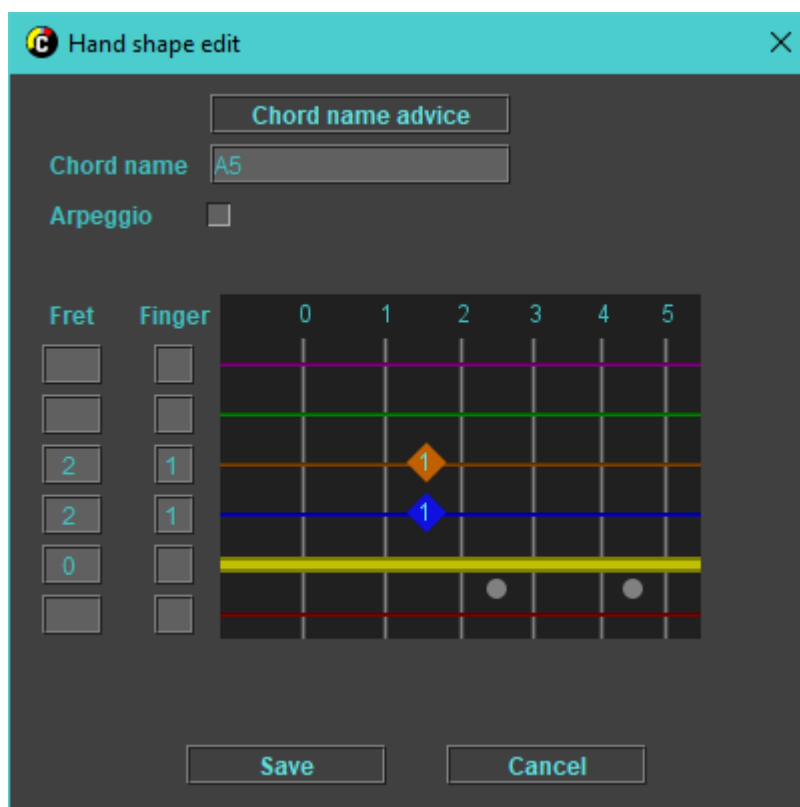 C Hand shape edit
Chord name advice
Chord name A5
Arpeggio
Fret Finger 0 1 2 3 4 5
2 1 1
2 1 1
0
Save Cancel